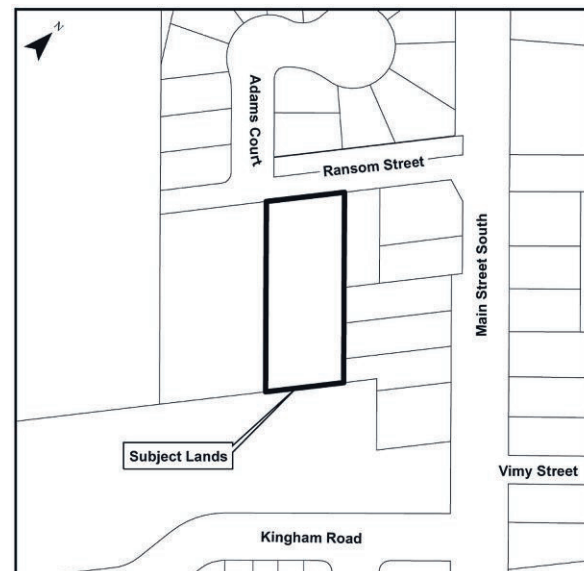 N
Adams Court
Ransom Street
Main Street South
Subject Lands
Vimy Street
Kingham Road